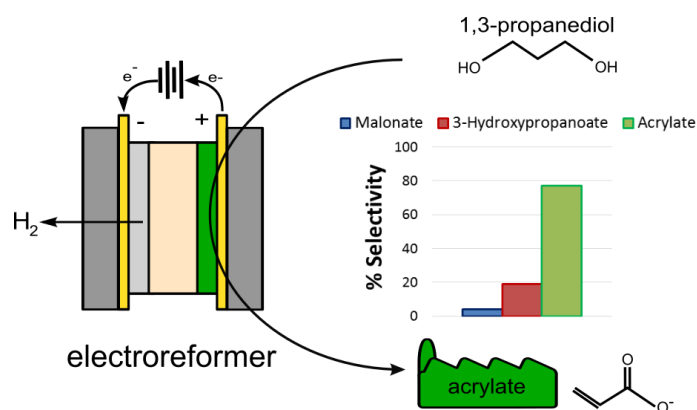 1,3-propanediol
HO
OH
e-
e-
-
+
H2
Malonate
3-Hydroxypropanoate
Acrylate
100
80
60
40
20
0
% Selectivity
electroreformer
acrylate
O
O-